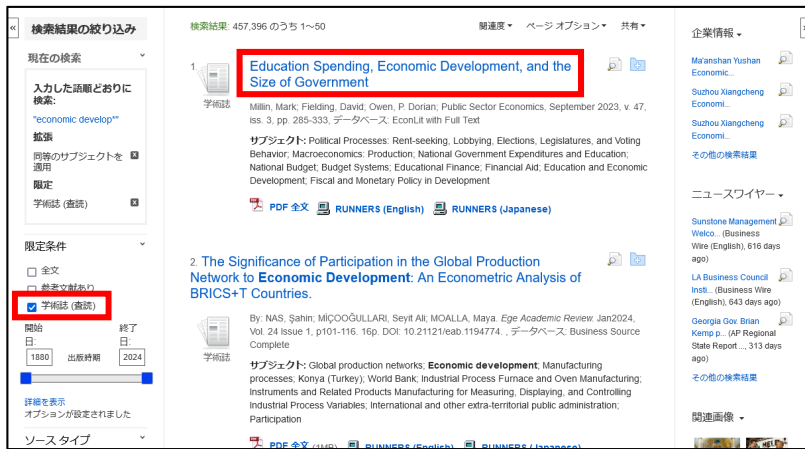 «
検索結果の絞り込み
現在の検索
入力した語順どおりに
検索:
"economic develop*"
拡張
同等のサブジェクトを
適用
限定
学術誌 (査読)
限定条件
全文
参考文献あり
学術誌 (査読)
開始
日:
終了
日:
1880
出版時期
2024
詳細を表示
オプションが設定されました
ソース タイプ
検索結果: 457,396 のうち 1～50
関連度
ページ オプション
共有
1.
Education Spending, Economic Development, and the
Size of Government
学術誌
Millin, Mark; Fielding, David; Owen, P. Dorian; Public Sector Economics, September 2023, v. 47,
iss. 3, pp. 285-333, データベース: EconLit with Full Text
サブジェクト: Political Processes: Rent-seeking, Lobbying, Elections, Legislatures, and Voting
Behavior; Macroeconomics: Production; National Government Expenditures and Education;
National Budget; Budget Systems; Educational Finance; Financial Aid; Education and Economic
Development; Fiscal and Monetary Policy in Development
PDF 全文
RUNNERS (English)
RUNNERS (Japanese)
2. The Significance of Participation in the Global Production
Network to Economic Development: An Econometric Analysis of
BRICS+T Countries.
学術誌
By: NAS, Şahin; MİÇOOĞULLARI, Seyit Ali; MOALLA, Maya. Ege Academic Review. Jan2024,
Vol. 24 Issue 1, p101-116. 16p. DOI: 10.21121/eab.1194774. , データベース: Business Source
Complete
サブジェクト: Global production networks; Economic development; Manufacturing
processes; Konya (Turkey); World Bank; Industrial Process Furnace and Oven Manufacturing;
Instruments and Related Products Manufacturing for Measuring, Displaying, and Controlling
Industrial Process Variables; International and other extra-territorial public administration;
Participation
PDF 全文 (1MB)
RUNNERS (English)
RUNNERS (Japanese)
企業情報
Ma'anshan Yushan
Economic...
Suzhou Xiangcheng
Economi...
Suzhou Xiangcheng
Economi...
その他の検索結果
ニュースワイヤー
Sunstone Management
Welco... (Business
Wire (English), 616 days
ago)
LA Business Council
Insti... (Business Wire
(English), 643 days ago)
Georgia Gov. Brian
Kemp p... (AP Regional
State Report ..., 313 days
ago)
その他の検索結果
関連画像